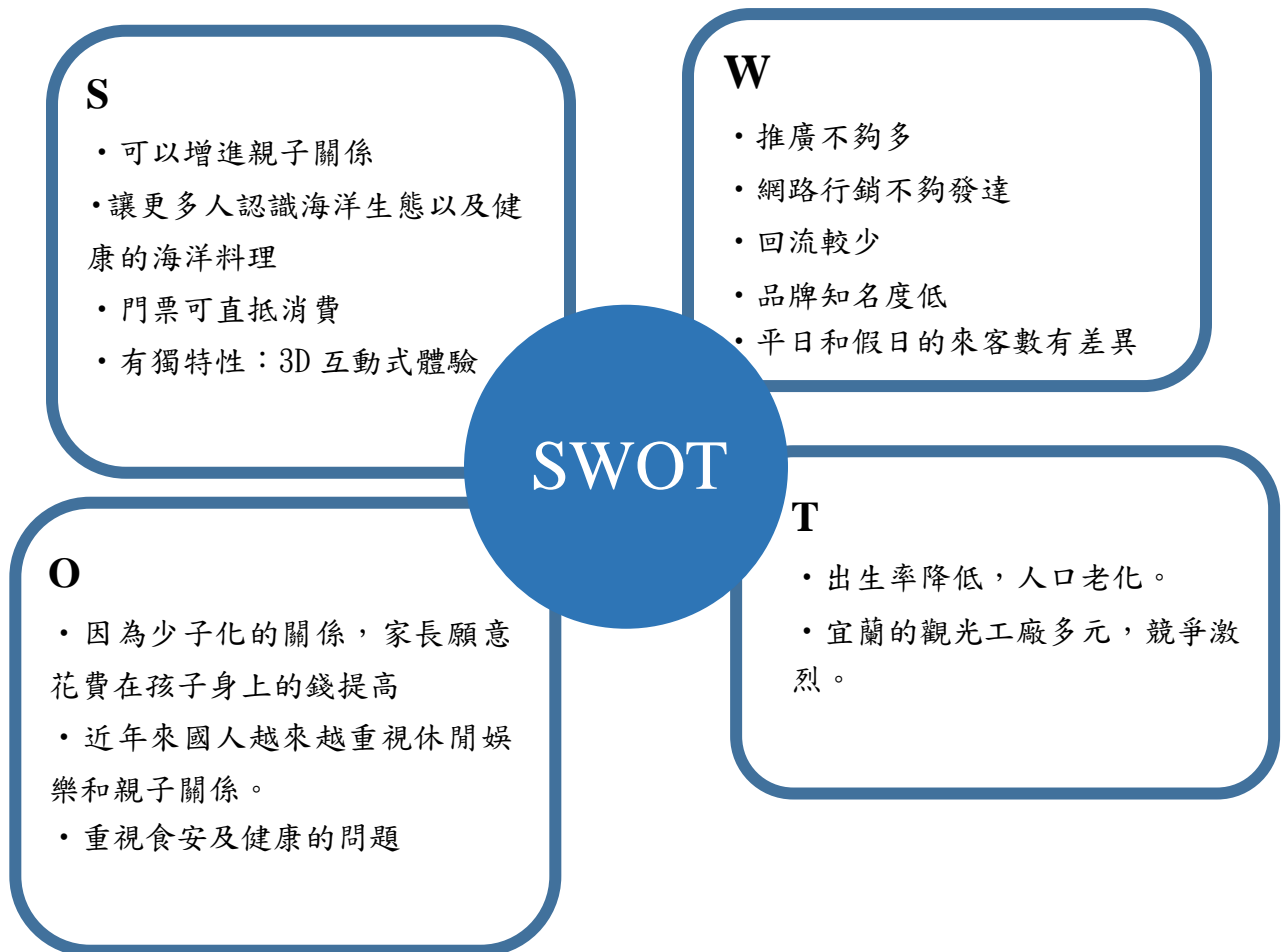 S
・可以增進親子關係
・讓更多人認識海洋生態以及健
康的海洋料理
・門票可直抵消費
・有獨特性：3D 互動式體驗
W
・推廣不夠多
・網路行銷不夠發達
・回流較少
・品牌知名度低
・平日和假日的來客數有差異
SWOT
O
・因為少子化的關係，家長願意
花費在孩子身上的錢提高
・近年來國人越來越重視休閒娛
樂和親子關係。
・重視食安及健康的問題
T
・出生率降低，人口老化。
・宜蘭的觀光工廠多元，競爭激
烈。